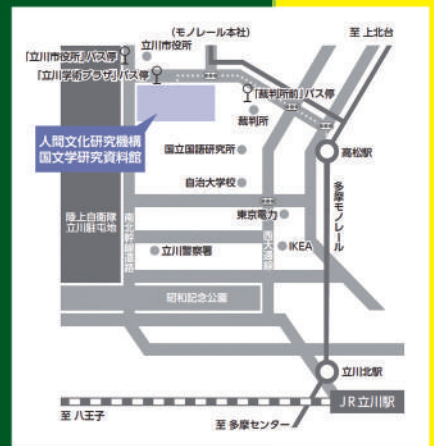 (モノレール本社)
至 上北台
「立川市役所」バス停
立川市役所
「立川学術プラザ」バス停
「裁判所前」バス停
裁判所
人間文化研究機構
国文学研究資料館
国立国語研究所
高松駅
自治大学校
多摩モノレール
陸上自衛隊
立川駐屯地
南北幹線道路
東京電力
西大通線
IKEA
立川警察署
昭和記念公園
立川北駅
JR立川駅
至 八王子
至 多摩センター